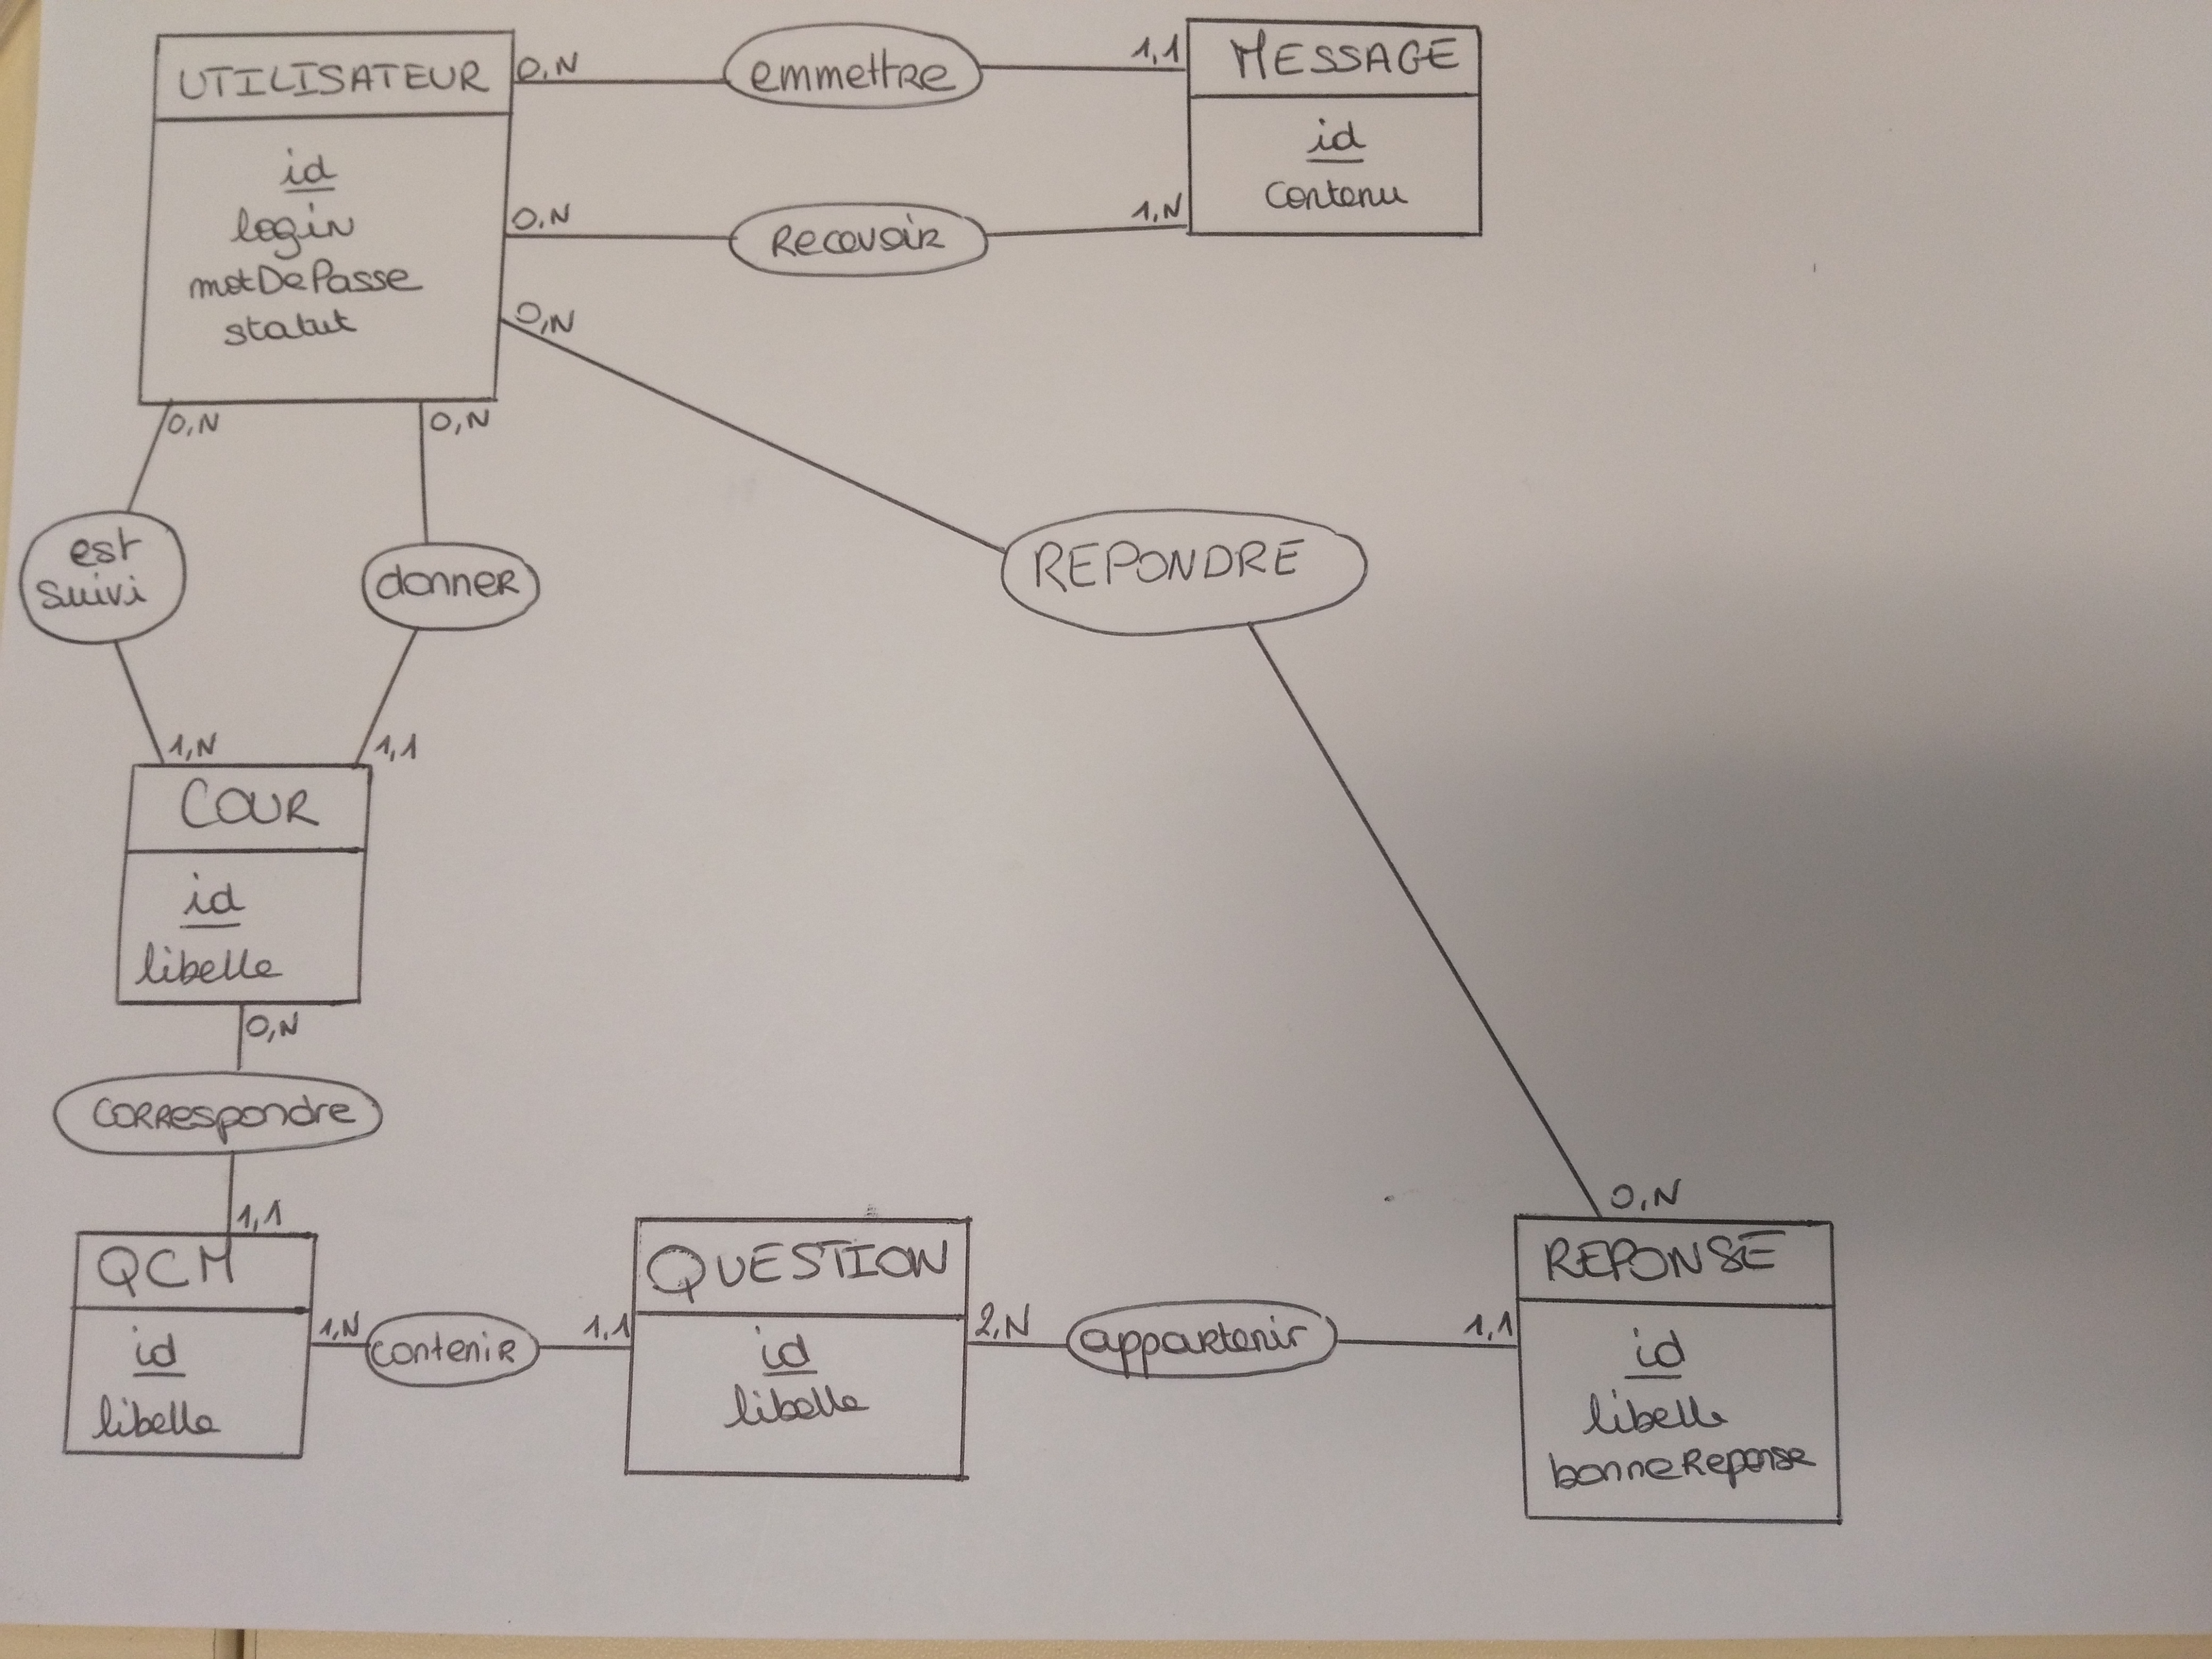 UTILISATEUR
id
login
motDePasse
statut
0,N
emmettre
1,1
MESSAGE
id
contenu
0,N
Recevoir
1,N
0,N
REPONDRE
0,N
0,N
0,N
est
suivi
donner
1,N
1,1
COUR
id
libelle
0,N
correspondre
1,1
QCM
id
libelle
1,N
contenir
1,1
QUESTION
id
libelle
2,N
appartenir
1,1
REPONSE
id
libelle
bonneReponse